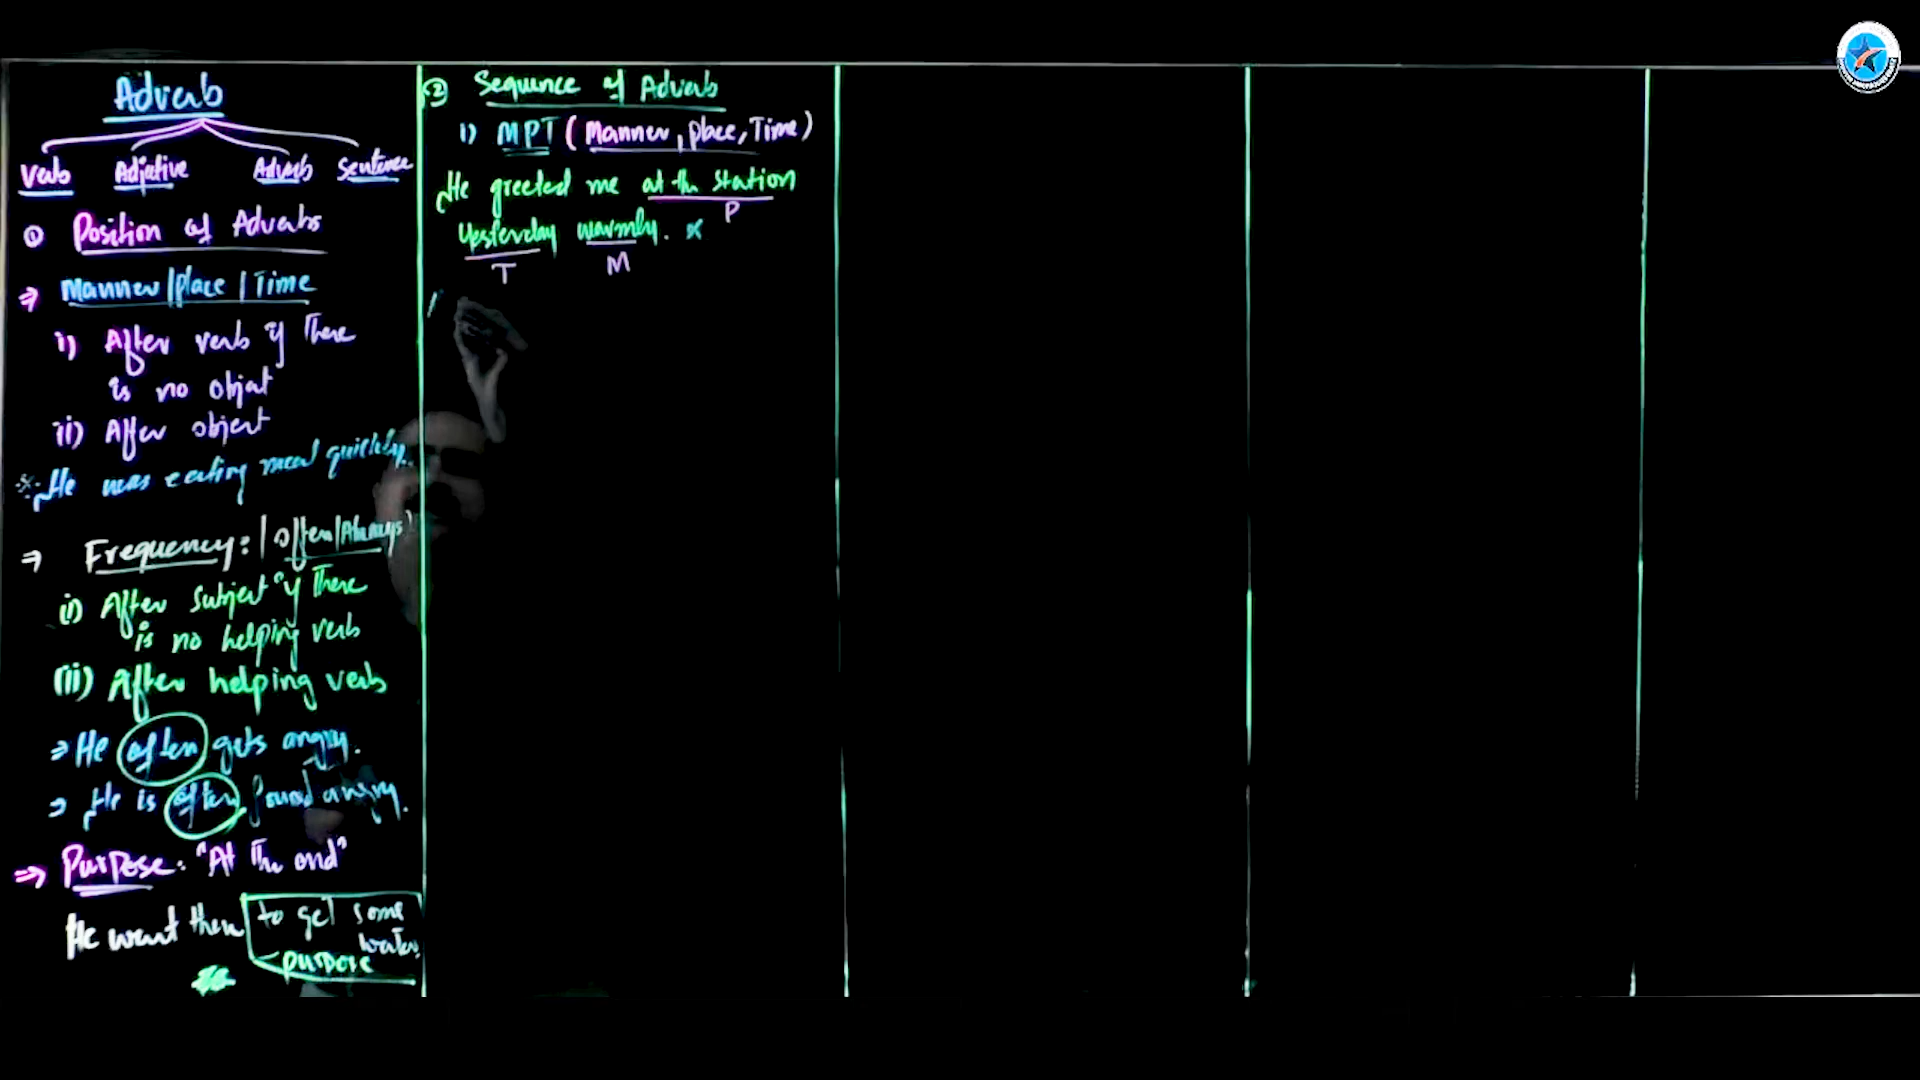 Adverb
Verb Adjective Adverb Sentence
① Position of Adverbs
⇒ Manner/place/Time
i) After verb if There
is no object
ii) After object
He was eating meal quickly.
⇒ Frequency: (often/Always)
(i) After subject if There
is no helping verb
(ii) After helping verb
⇒ He often gets angry.
⇒ He is often found angry.
⇒ Purpose: "At The end"
He went there to get some
water
purpose
② Sequence of Adverb
1) MPT (Manner, place, Time)
He greeted me at the station
P
Yesterday warmly. ×
T M